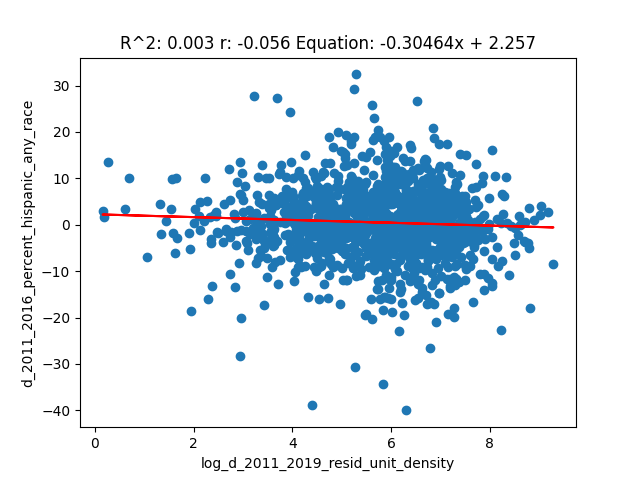 R^2: 0.003 r: -0.056 Equation: -0.30464x + 2.257
d_2011_2016_percent_hispanic_any_race
30
20
10
0
−10
−20
−30
−40
0 2 4 6 8
log_d_2011_2019_resid_unit_density